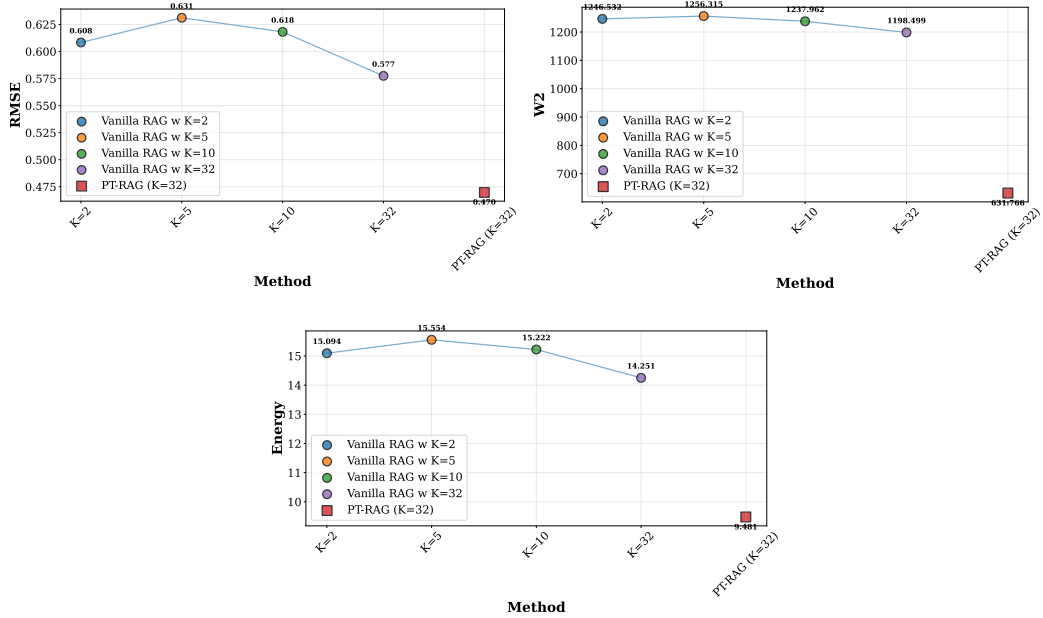 RMSE
0.625
0.600
0.575
0.550
0.525
0.500
0.475
0.608
0.631
0.618
0.577
0.470
Vanilla RAG w K=2
Vanilla RAG w K=5
Vanilla RAG w K=10
Vanilla RAG w K=32
PT-RAG (K=32)
K=2
K=5
K=10
K=32
PT-RAG (K=32)
Method
W2
1200
1100
1000
900
800
700
1246.532
1256.315
1237.962
1198.499
631.766
Vanilla RAG w K=2
Vanilla RAG w K=5
Vanilla RAG w K=10
Vanilla RAG w K=32
PT-RAG (K=32)
K=2
K=5
K=10
K=32
PT-RAG (K=32)
Method
Energy
15
14
13
12
11
10
15.094
15.554
15.222
14.251
9.481
Vanilla RAG w K=2
Vanilla RAG w K=5
Vanilla RAG w K=10
Vanilla RAG w K=32
PT-RAG (K=32)
K=2
K=5
K=10
K=32
PT-RAG (K=32)
Method